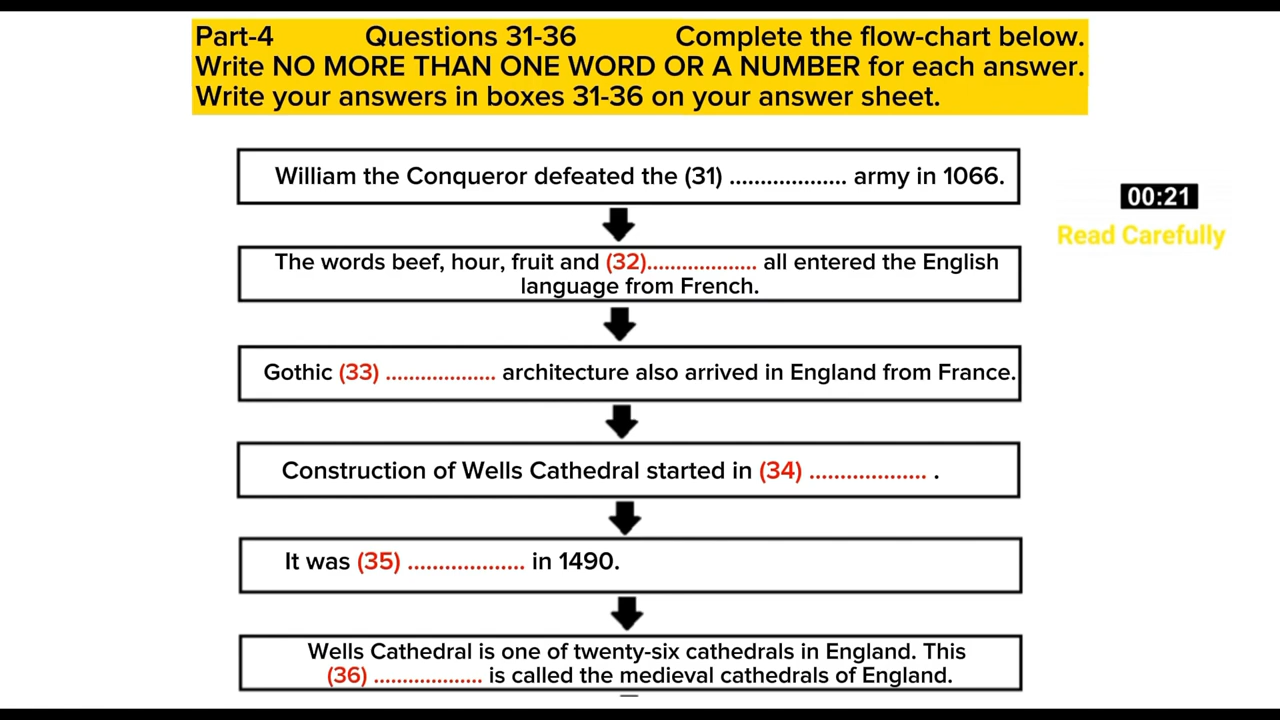 Part-4 Questions 31-36 Complete the flow-chart below.
Write NO MORE THAN ONE WORD OR A NUMBER for each answer.
Write your answers in boxes 31-36 on your answer sheet.
William the Conqueror defeated the (31) ................... army in 1066.
00:21
Read Carefully
The words beef, hour, fruit and (32)................... all entered the English
language from French.
Gothic (33) ................... architecture also arrived in England from France.
Construction of Wells Cathedral started in (34) ................... .
It was (35) ................... in 1490.
Wells Cathedral is one of twenty-six cathedrals in England. This
(36) ................... is called the medieval cathedrals of England.